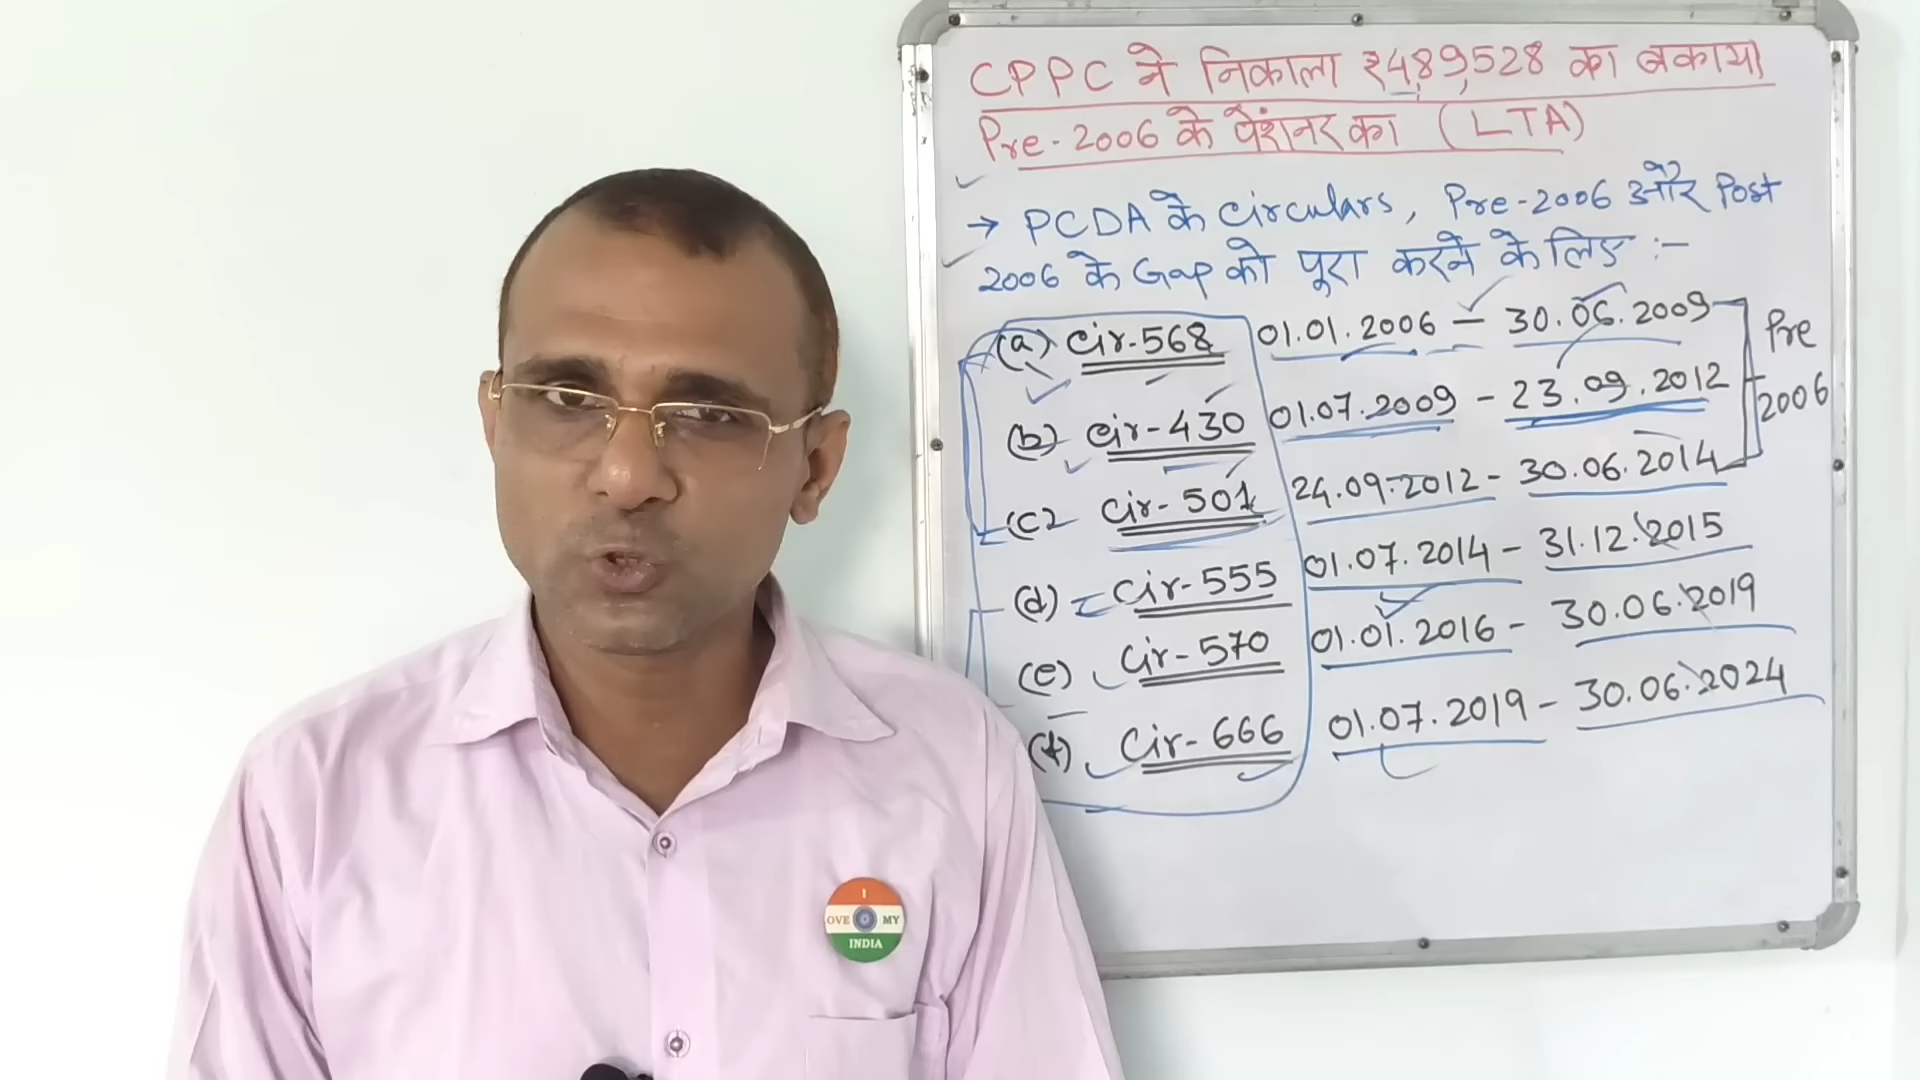 CPPC ने निकाला ₹4,89,528 का बकाया
Pre-2006 के पेंशनर का (LTA)
→ PCDA के Circulars, Pre-2006 और Post
2006 के Gap को पूरा करने के लिए :-
(a) Cir-568 01.01.2006 - 30.06.2009
(b) Cir-430 01.07.2009 - 23.09.2012
(c) Cir-501 24.09.2012 - 30.06.2014
Pre
2006
(d) Cir-555 01.07.2014 - 31.12.2015
(e) Cir-570 01.01.2016 - 30.06.2019
(f) Cir-666 01.07.2019 - 30.06.2024
I
OVE MY
INDIA